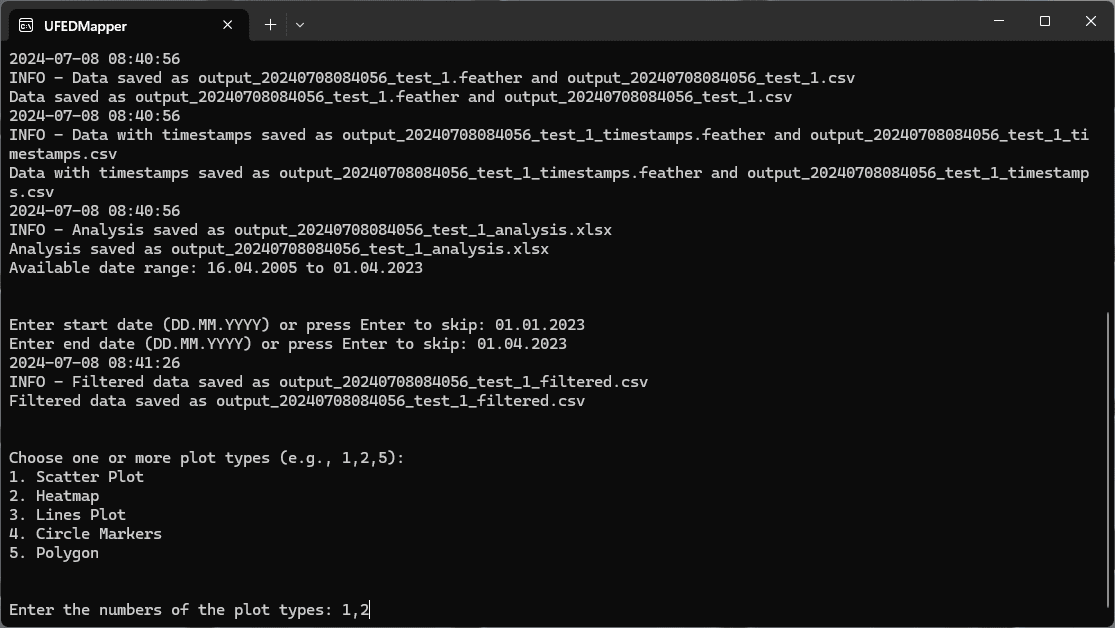 UFEDMapper
2024-07-08 08:40:56
INFO - Data saved as output_20240708084056_test_1.feather and output_20240708084056_test_1.csv
Data saved as output_20240708084056_test_1.feather and output_20240708084056_test_1.csv
2024-07-08 08:40:56
INFO - Data with timestamps saved as output_20240708084056_test_1_timestamps.feather and output_20240708084056_test_1_ti
mestamps.csv
Data with timestamps saved as output_20240708084056_test_1_timestamps.feather and output_20240708084056_test_1_timestamp
s.csv
2024-07-08 08:40:56
INFO - Analysis saved as output_20240708084056_test_1_analysis.xlsx
Analysis saved as output_20240708084056_test_1_analysis.xlsx
Available date range: 16.04.2005 to 01.04.2023
Enter start date (DD.MM.YYYY) or press Enter to skip: 01.01.2023
Enter end date (DD.MM.YYYY) or press Enter to skip: 01.04.2023
2024-07-08 08:41:26
INFO - Filtered data saved as output_20240708084056_test_1_filtered.csv
Filtered data saved as output_20240708084056_test_1_filtered.csv
Choose one or more plot types (e.g., 1,2,5):
1. Scatter Plot
2. Heatmap
3. Lines Plot
4. Circle Markers
5. Polygon
Enter the numbers of the plot types: 1,2